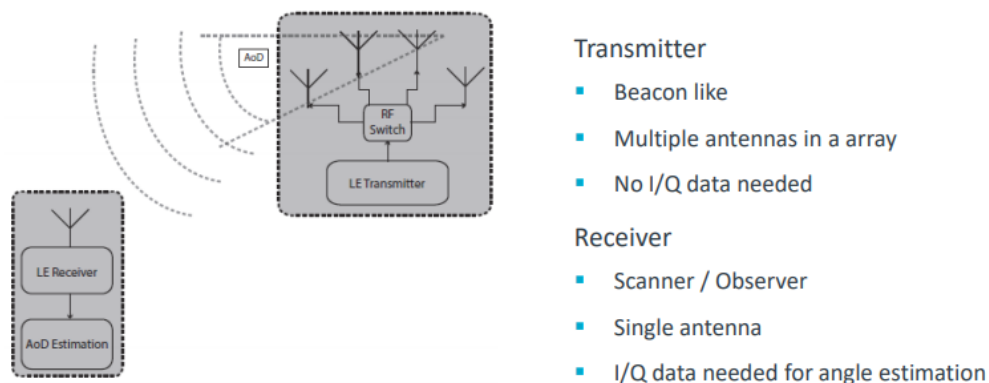 AoD
RF
Switch
LE Transmitter
LE Receiver
AoD Estimation
Transmitter
▪ Beacon like
▪ Multiple antennas in a array
▪ No I/Q data needed
Receiver
▪ Scanner / Observer
▪ Single antenna
▪ I/Q data needed for angle estimation